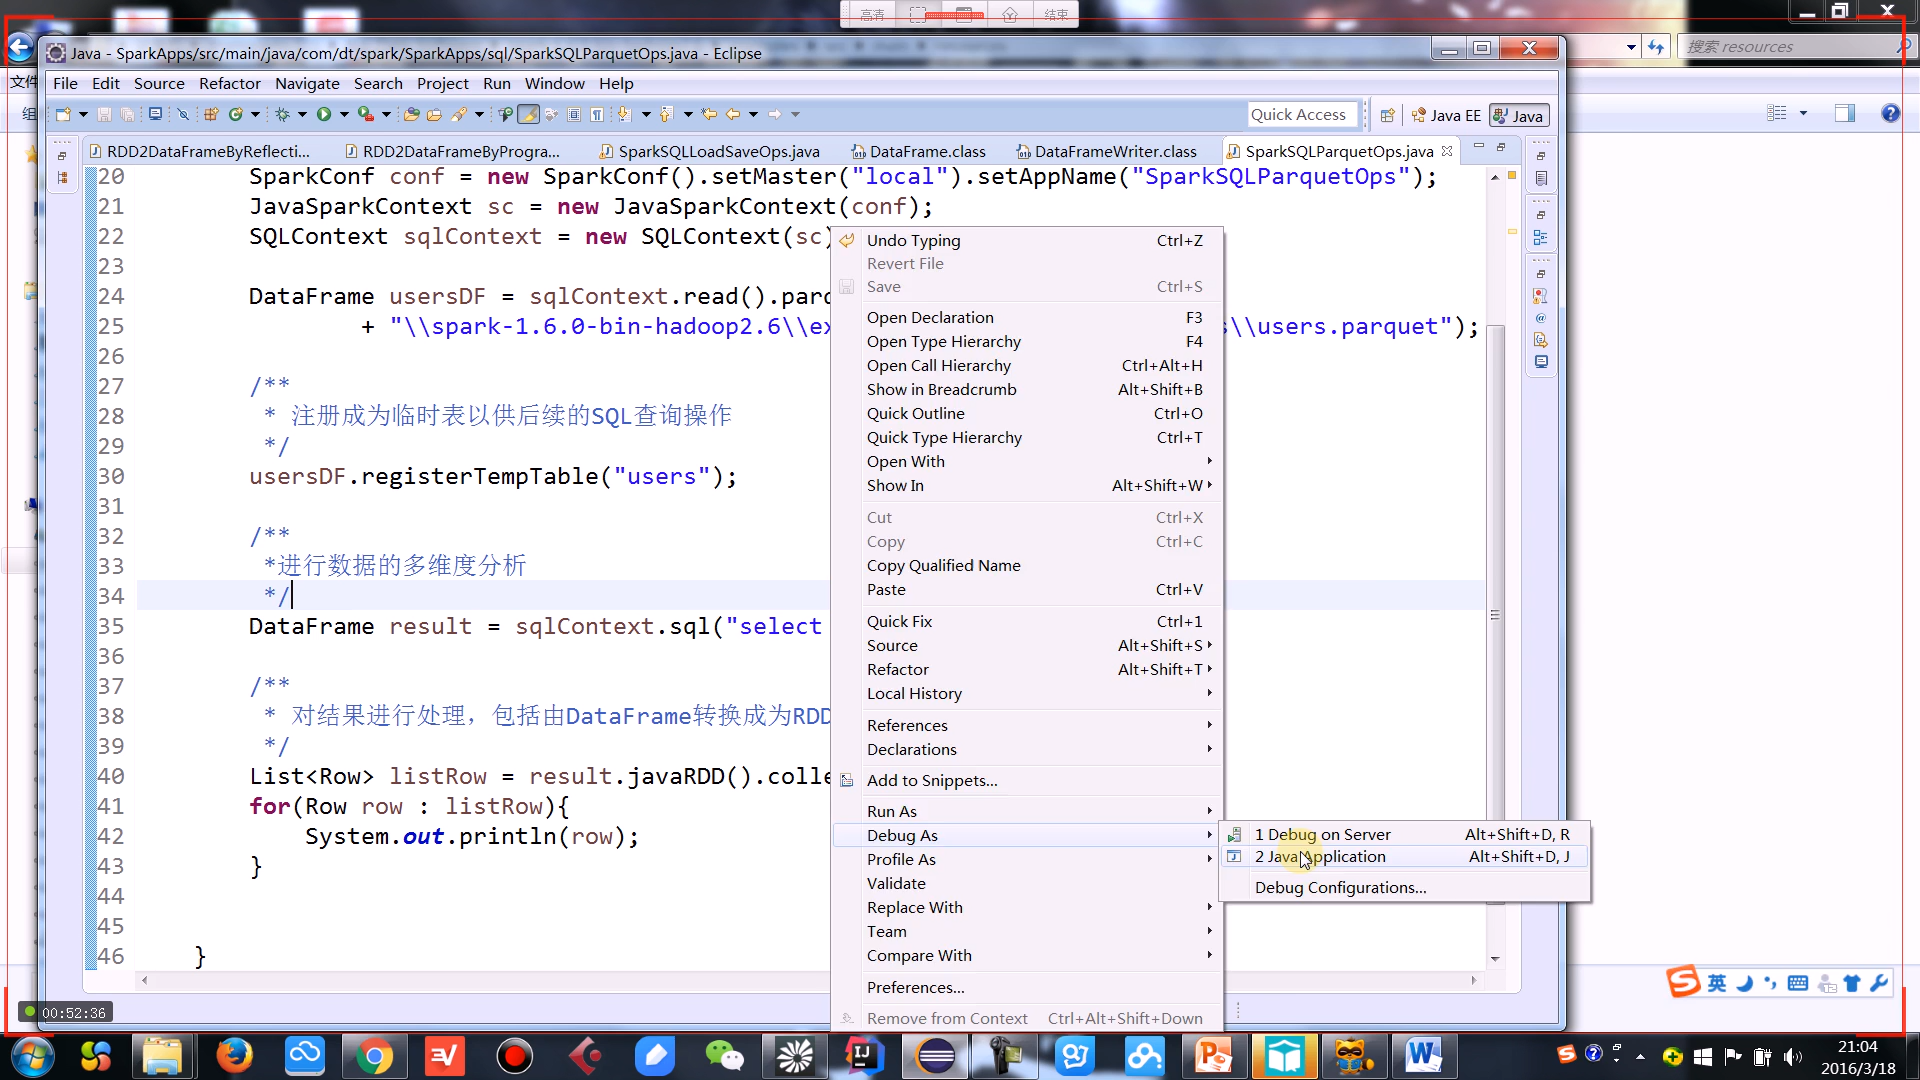 高清
结束
Java - SparkApps/src/main/java/com/dt/spark/SparkApps/sql/SparkSQLParquetOps.java - Eclipse
搜索 resources
文件
File Edit Source Refactor Navigate Search Project Run Window Help
组
Quick Access
Java EE
Java
RDD2DataFrameByReflecti...
RDD2DataFrameByProgra...
SparkSQLLoadSaveOps.java
DataFrame.class
DataFrameWriter.class
SparkSQLParquetOps.java
20 SparkConf conf = new SparkConf().setMaster("local").setAppName("SparkSQLParquetOps");
21 JavaSparkContext sc = new JavaSparkContext(conf);
22 SQLContext sqlContext = new SQLContext(sc)
23
24 DataFrame usersDF = sqlContext.read().parq
25 + "\\spark-1.6.0-bin-hadoop2.6\\ex s\\users.parquet");
26
27 /**
28 * 注册成为临时表以供后续的SQL查询操作
29 */
30 usersDF.registerTempTable("users");
31
32 /**
33 *进行数据的多维度分析
34 */
35 DataFrame result = sqlContext.sql("select
36
37 /**
38 * 对结果进行处理，包括由DataFrame转换成为RDD
39 */
40 List<Row> listRow = result.javaRDD().colle
41 for(Row row : listRow){
42 System.out.println(row);
43 }
44
45
46 }
Undo Typing Ctrl+Z
Revert File
Save Ctrl+S
Open Declaration F3
Open Type Hierarchy F4
Open Call Hierarchy Ctrl+Alt+H
Show in Breadcrumb Alt+Shift+B
Quick Outline Ctrl+O
Quick Type Hierarchy Ctrl+T
Open With
Show In Alt+Shift+W
Cut Ctrl+X
Copy Ctrl+C
Copy Qualified Name
Paste Ctrl+V
Quick Fix Ctrl+1
Source Alt+Shift+S
Refactor Alt+Shift+T
Local History
References
Declarations
Add to Snippets...
Run As
Debug As
Profile As
Validate
Replace With
Team
Compare With
Preferences...
Remove from Context Ctrl+Alt+Shift+Down
1 Debug on Server Alt+Shift+D, R
2 Java Application Alt+Shift+D, J
Debug Configurations...
英
00:52:36
21:04
2016/3/18